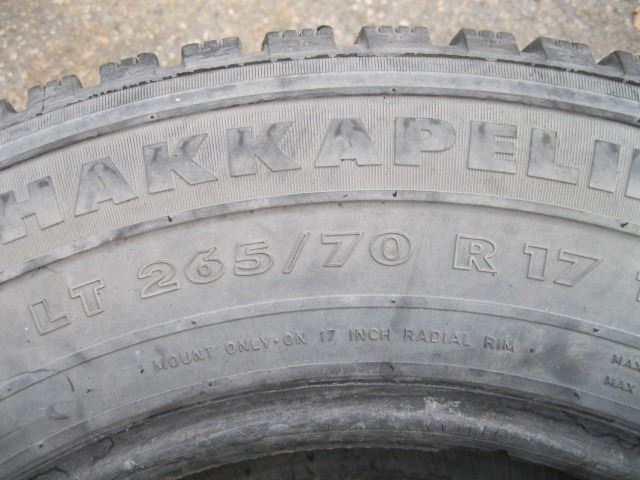 HAKKAPELI
LT 265/70 R 17
MOUNT ONLY ON 17 INCH RADIAL RIM
MAX
MAX